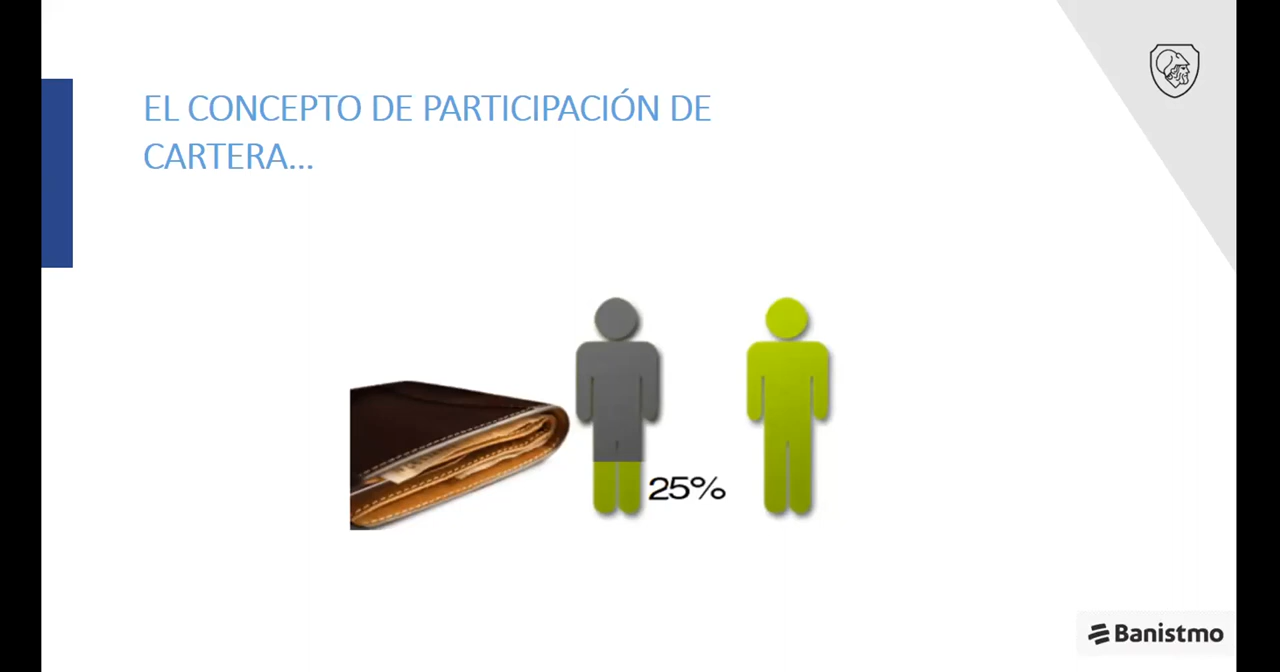 EL CONCEPTO DE PARTICIPACIÓN DE
CARTERA...
25%
Banistmo